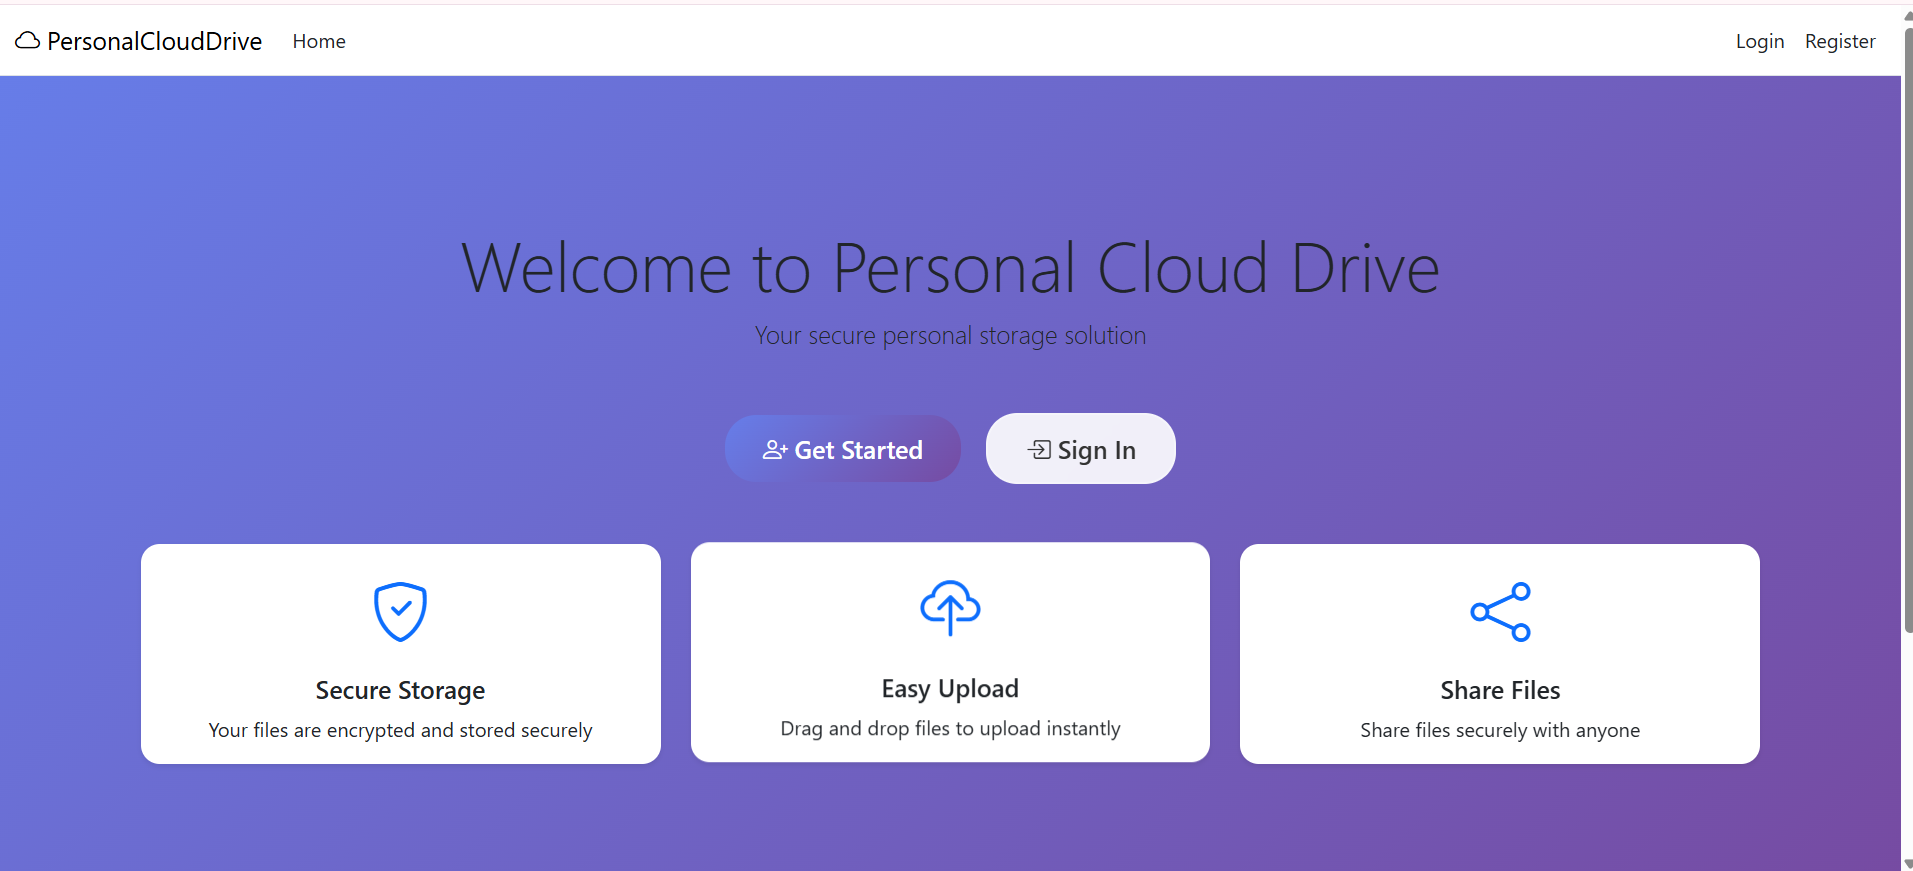 PersonalCloudDrive
Home
Login
Register
Welcome to Personal Cloud Drive
Your secure personal storage solution
Get Started
Sign In
Secure Storage
Your files are encrypted and stored securely
Easy Upload
Drag and drop files to upload instantly
Share Files
Share files securely with anyone